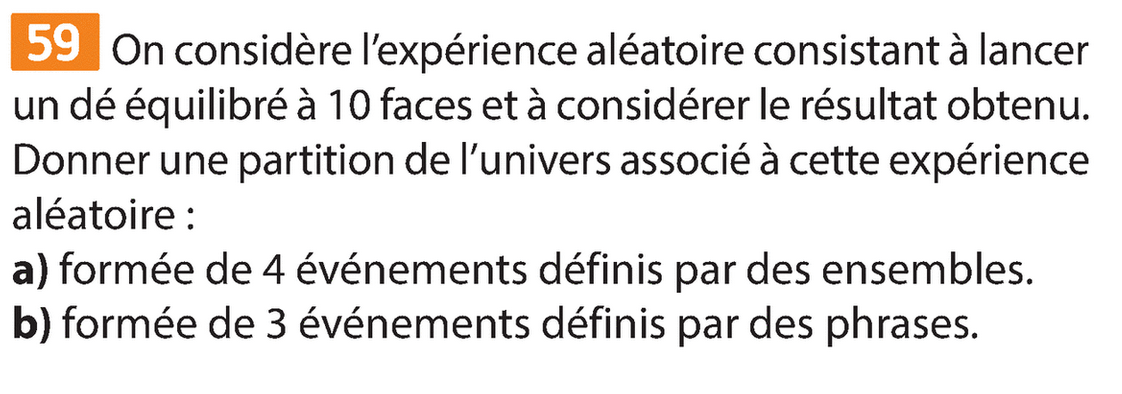 59 On considère l'expérience aléatoire consistant à lancer
un dé équilibré à 10 faces et à considérer le résultat obtenu.
Donner une partition de l'univers associé à cette expérience
aléatoire :
a) formée de 4 événements définis par des ensembles.
b) formée de 3 événements définis par des phrases.